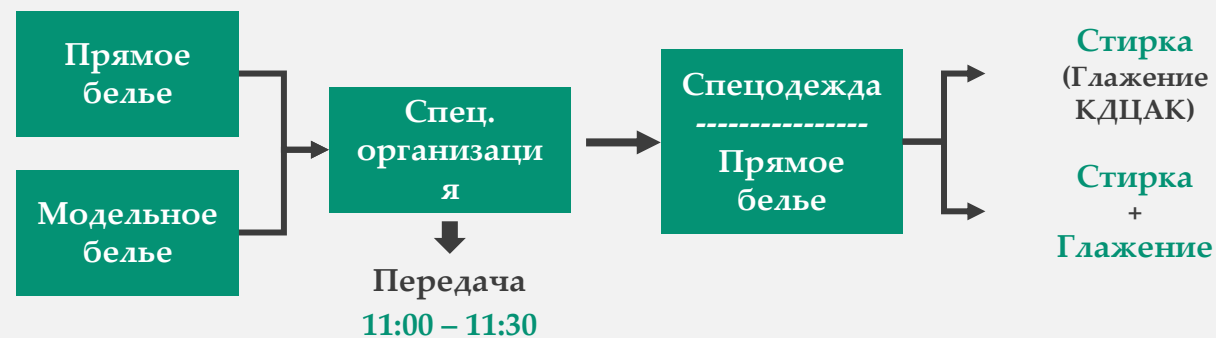 Прямое
белье
Модельное
белье
Спец.
организаци
я
Передача
11:00 – 11:30
Спецодежда
----------------
Прямое
белье
Стирка
(Глажение
КДЦАК)
Стирка
+
Глажение